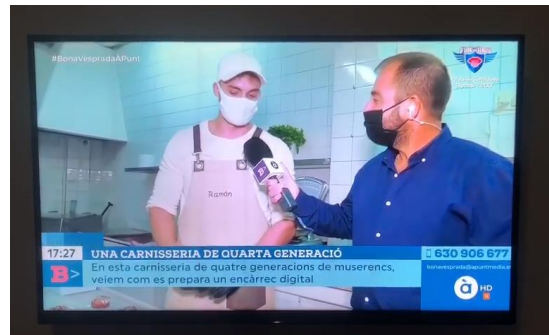 #BonaVespradaÀPunt
Ramón
17:27
UNA CARNISSERIA DE QUARTA GENERACIÓ
630 906 677
B>
En esta carnisseria de quatre generacions de muserencs,
veiem com es prepara un encàrrec digital
bonavesprada@apuntmedia.es
à HD